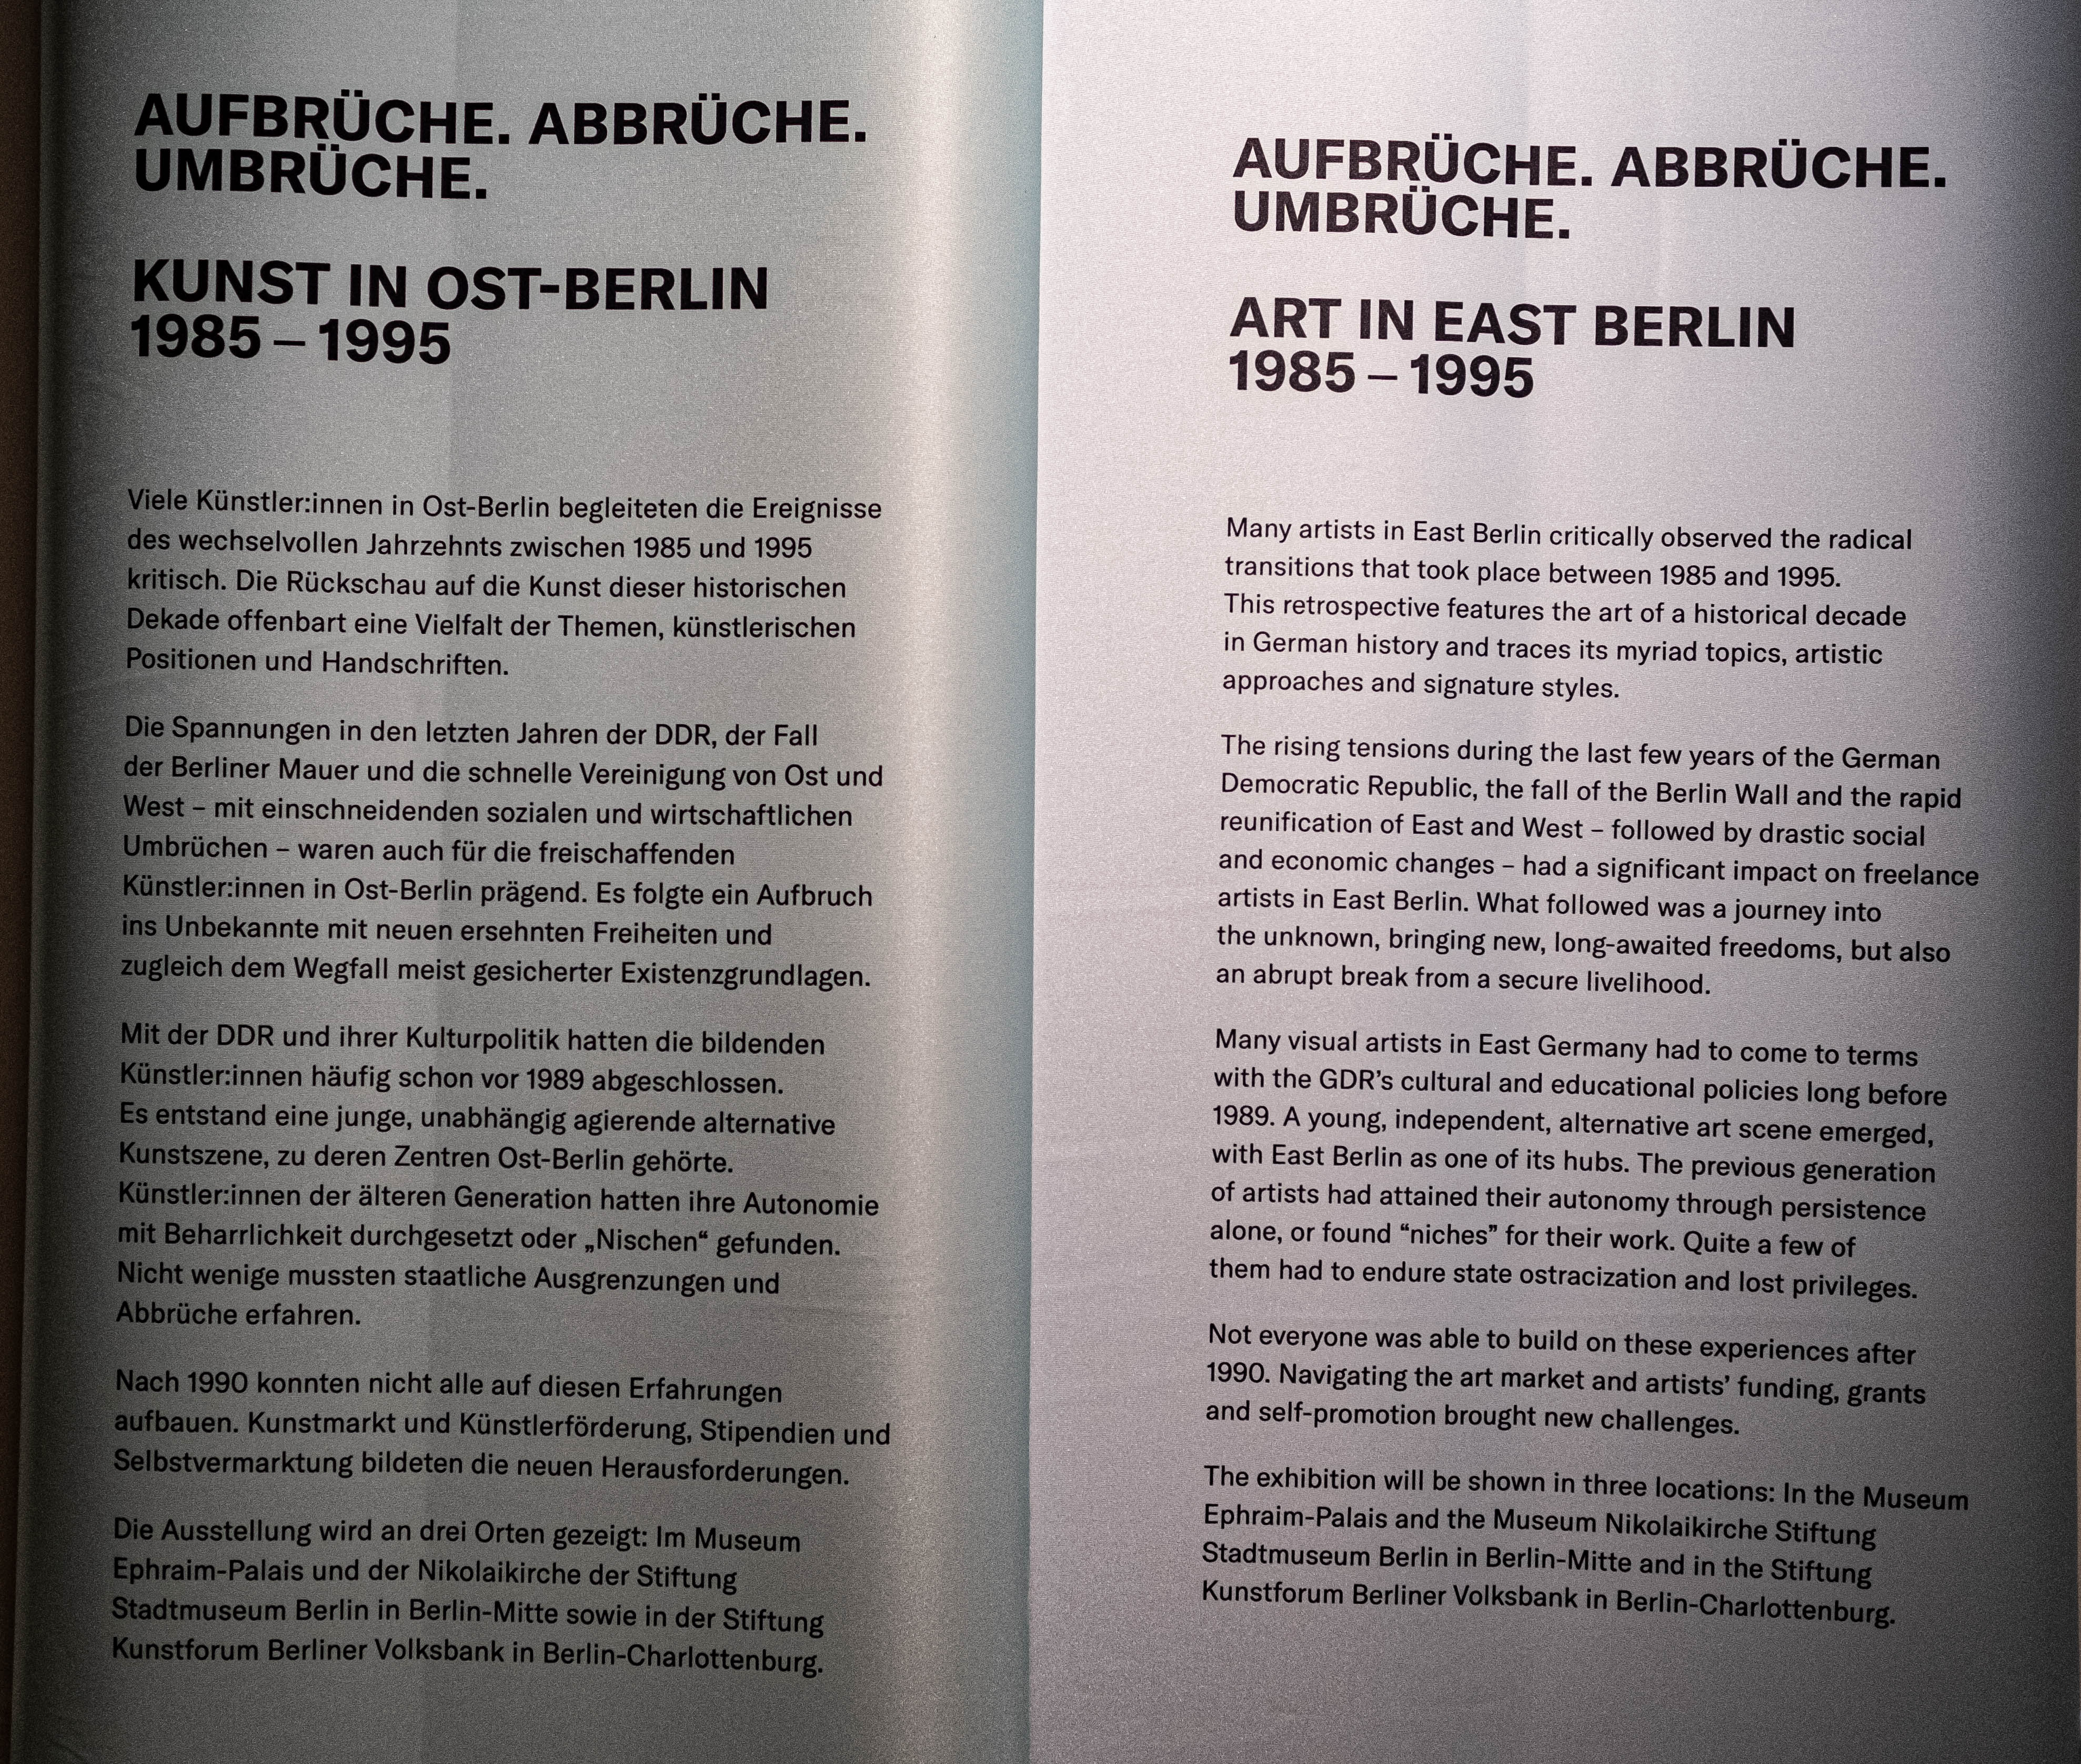 AUFBRÜCHE. ABBRÜCHE.
UMBRÜCHE.
KUNST IN OST-BERLIN
1985 – 1995
Viele Künstler:innen in Ost-Berlin begleiteten die Ereignisse
des wechselvollen Jahrzehnts zwischen 1985 und 1995
kritisch. Die Rückschau auf die Kunst dieser historischen
Dekade offenbart eine Vielfalt der Themen, künstlerischen
Positionen und Handschriften.
Die Spannungen in den letzten Jahren der DDR, der Fall
der Berliner Mauer und die schnelle Vereinigung von Ost und
West – mit einschneidenden sozialen und wirtschaftlichen
Umbrüchen – waren auch für die freischaffenden
Künstler:innen in Ost-Berlin prägend. Es folgte ein Aufbruch
ins Unbekannte mit neuen ersehnten Freiheiten und
zugleich dem Wegfall meist gesicherter Existenzgrundlagen.
Mit der DDR und ihrer Kulturpolitik hatten die bildenden
Künstler:innen häufig schon vor 1989 abgeschlossen.
Es entstand eine junge, unabhängig agierende alternative
Kunstszene, zu deren Zentren Ost-Berlin gehörte.
Künstler:innen der älteren Generation hatten ihre Autonomie
mit Beharrlichkeit durchgesetzt oder „Nischen“ gefunden.
Nicht wenige mussten staatliche Ausgrenzungen und
Abbrüche erfahren.
Nach 1990 konnten nicht alle auf diesen Erfahrungen
aufbauen. Kunstmarkt und Künstlerförderung, Stipendien und
Selbstvermarktung bildeten die neuen Herausforderungen.
Die Ausstellung wird an drei Orten gezeigt: Im Museum
Ephraim-Palais und der Nikolaikirche der Stiftung
Stadtmuseum Berlin in Berlin-Mitte sowie in der Stiftung
Kunstforum Berliner Volksbank in Berlin-Charlottenburg.
AUFBRÜCHE. ABBRÜCHE.
UMBRÜCHE.
ART IN EAST BERLIN
1985 – 1995
Many artists in East Berlin critically observed the radical
transitions that took place between 1985 and 1995.
This retrospective features the art of a historical decade
in German history and traces its myriad topics, artistic
approaches and signature styles.
The rising tensions during the last few years of the German
Democratic Republic, the fall of the Berlin Wall and the rapid
reunification of East and West – followed by drastic social
and economic changes – had a significant impact on freelance
artists in East Berlin. What followed was a journey into
the unknown, bringing new, long-awaited freedoms, but also
an abrupt break from a secure livelihood.
Many visual artists in East Germany had to come to terms
with the GDR’s cultural and educational policies long before
1989. A young, independent, alternative art scene emerged,
with East Berlin as one of its hubs. The previous generation
of artists had attained their autonomy through persistence
alone, or found “niches” for their work. Quite a few of
them had to endure state ostracization and lost privileges.
Not everyone was able to build on these experiences after
1990. Navigating the art market and artists’ funding, grants
and self-promotion brought new challenges.
The exhibition will be shown in three locations: In the Museum
Ephraim-Palais and the Museum Nikolaikirche Stiftung
Stadtmuseum Berlin in Berlin-Mitte and in the Stiftung
Kunstforum Berliner Volksbank in Berlin-Charlottenburg.